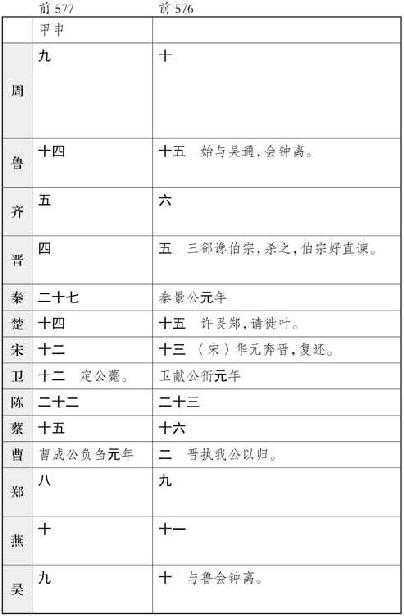 前577 前576
甲申
周 九 十
鲁 十四 十五 始与吴通，会钟离。
齐 五 六
晋 四 五 三郤谗伯宗，杀之，伯宗好直谏。
秦 二十七 秦景公元年
楚 十四 十五 许畏郑，请徙叶。
宋 十二 十三 （宋）华元奔晋，复还。
卫 十二 定公薨。 卫献公衎元年
陈 二十二 二十三
蔡 十五 十六
曹 曹成公负刍元年 二 晋执我公以归。
郑 八 九
燕 十 十一
吴 九 十 与鲁会钟离。